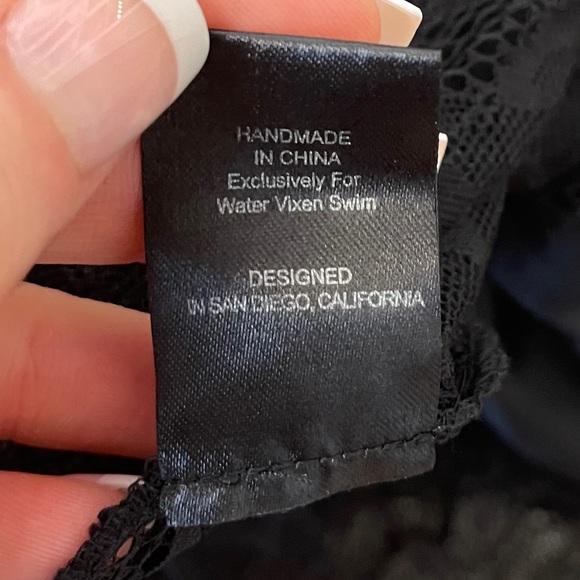 HANDMADE
IN CHINA
Exclusively For
Water Vixen Swim
DESIGNED
IN SAN DIEGO, CALIFORNIA